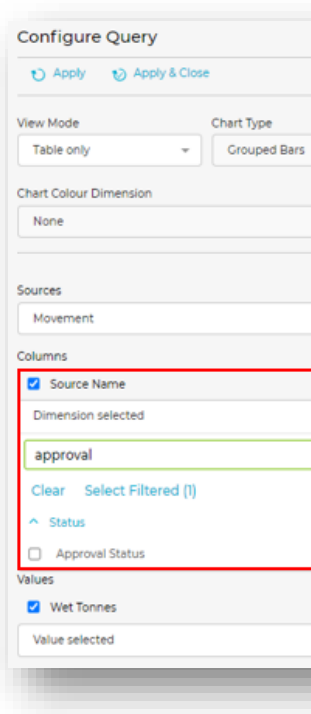 Configure Query
Apply Apply & Close
View Mode Chart Type
Table only Grouped Bars
Chart Colour Dimension
None
Sources
Movement
Columns
Source Name
Dimension selected
approval
Clear Select Filtered (1)
Status
Approval Status
Values
Wet Tonnes
Value selected